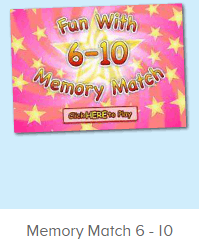 Fun With
6-10
Memory Match
Click HERE to Play
Memory Match 6 - 10